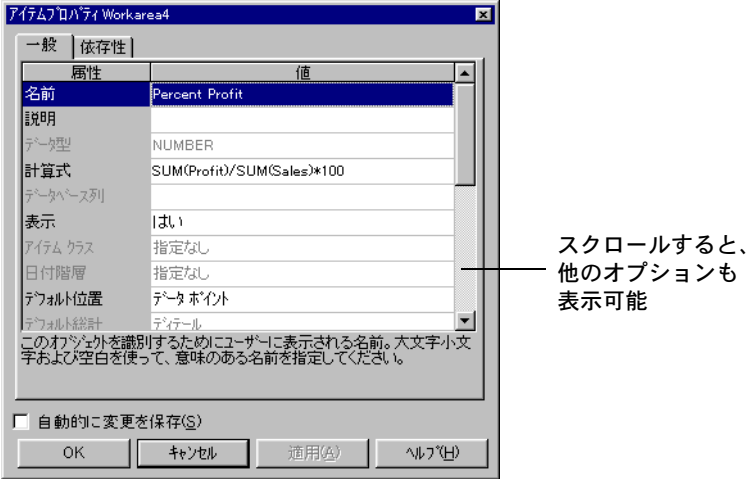 アイテムプロパティ Workarea4
一般 依存性
属性 値
名前 Percent Profit
説明
データ型 NUMBER
計算式 SUM(Profit)/SUM(Sales)*100
データベース列
表示 はい
アイテム クラス 指定なし
日付階層 指定なし
デフォルト位置 データ ポイント
デフォルト総計 ディテール
このオブジェクトを識別するためにユーザーに表示される名前。大文字小文
字および空白を使って、意味のある名前を指定してください。
自動的に変更を保存(S)
OK キャンセル 適用(A) ヘルプ(H)
スクロールすると、
他のオプションも
表示可能